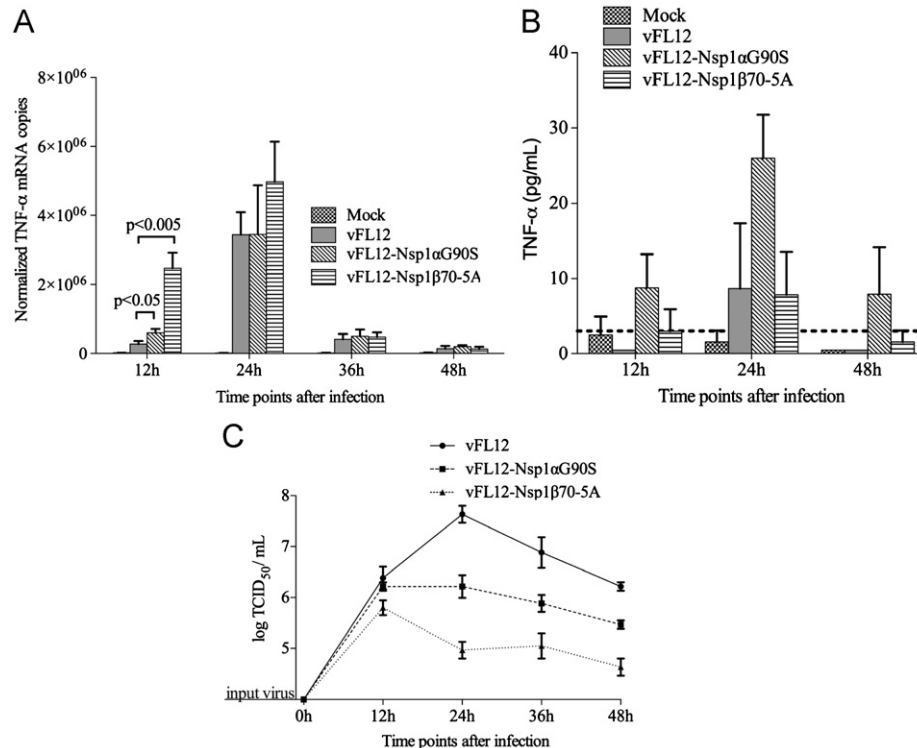 A
Normalized TNF-α mRNA copies
8×10⁰⁶
6×10⁰⁶
4×10⁰⁶
2×10⁰⁶
0
p<0.005
p<0.05
Mock
vFL12
vFL12-Nsp1αG90S
vFL12-Nsp1β70-5A
12h 24h 36h 48h
Time points after infection
B
Mock
vFL12
vFL12-Nsp1αG90S
vFL12-Nsp1β70-5A
TNF-α (pg/mL)
40
30
20
10
0
12h 24h 48h
Time points after infection
C
vFL12
vFL12-Nsp1αG90S
vFL12-Nsp1β70-5A
log TCID₅₀/ mL
8
7
6
5
input virus
0h 12h 24h 36h 48h
Time points after infection